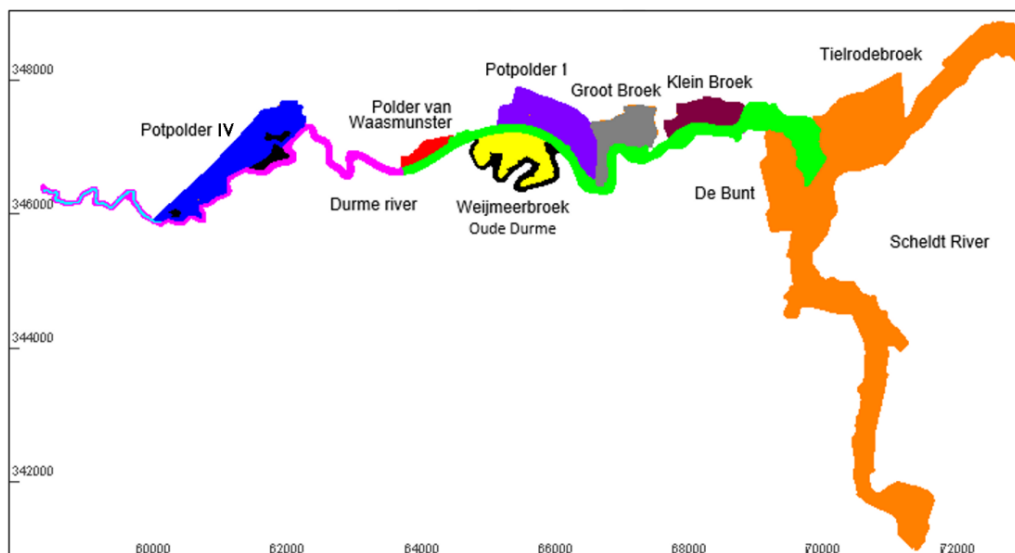 Tielrodebroek
348000
Potpolder 1
Groot Broek
Klein Broek
Polder van
Waasmunster
Potpolder IV
Durme river
De Bunt
Weijmeerbroek
Oude Durme
346000
Scheldt River
344000
342000
60000
62000
64000
66000
68000
70000
72000